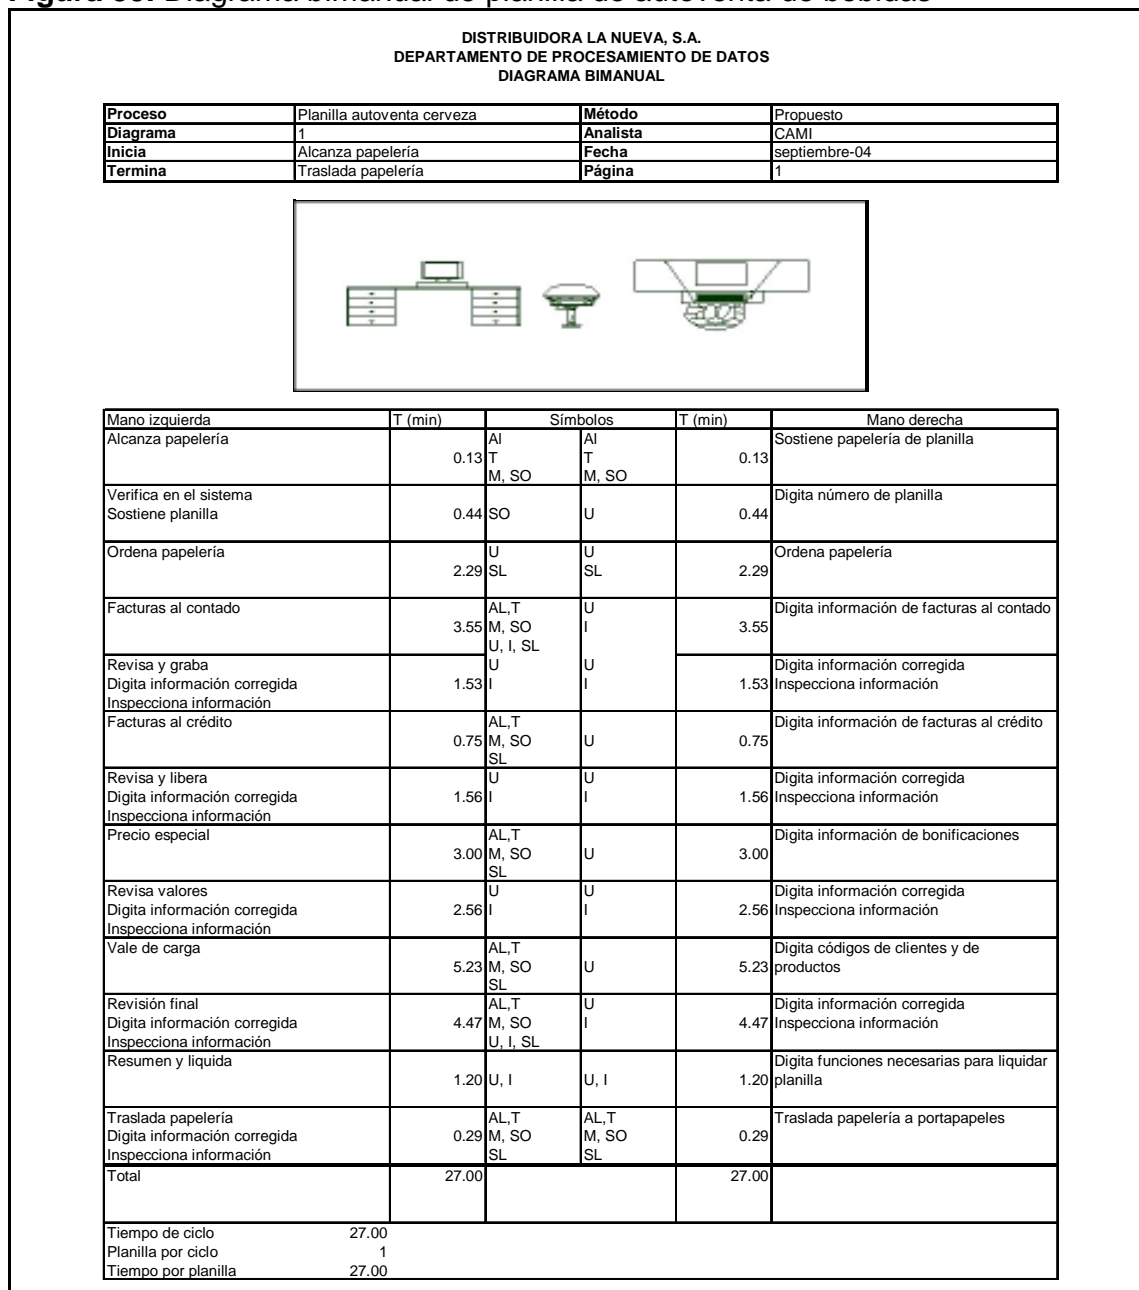 Diagrama bimanual de planilla de autoventa de bebidas
DISTRIBUIDORA LA NUEVA, S.A.
DEPARTAMENTO DE PROCESAMIENTO DE DATOS
DIAGRAMA BIMANUAL
Proceso Planilla autoventa cerveza Método Propuesto
Diagrama 1 Analista CAMI
Inicia Alcanza papelería Fecha septiembre-04
Termina Traslada papelería Página 1
Mano izquierda T (min) Símbolos T (min) Mano derecha
Alcanza papelería Al Al Sostiene papelería de planilla
0.13 T T 0.13
M, SO M, SO
Verifica en el sistema Digita número de planilla
Sostiene planilla 0.44 SO U 0.44
Ordena papelería U U Ordena papelería
2.29 SL SL 2.29
Facturas al contado AL,T U Digita información de facturas al contado
3.55 M, SO I 3.55
U, I, SL
Revisa y graba U U Digita información corregida
Digita información corregida 1.53 I I 1.53 Inspecciona información
Inspecciona información
Facturas al crédito AL,T Digita información de facturas al crédito
0.75 M, SO U 0.75
SL
Revisa y libera U U Digita información corregida
Digita información corregida 1.56 I I 1.56 Inspecciona información
Inspecciona información
Precio especial AL,T Digita información de bonificaciones
3.00 M, SO U 3.00
SL
Revisa valores U U Digita información corregida
Digita información corregida 2.56 I I 2.56 Inspecciona información
Inspecciona información
Vale de carga AL,T Digita códigos de clientes y de
5.23 M, SO U 5.23 productos
SL
Revisión final AL,T U Digita información corregida
Digita información corregida 4.47 M, SO I 4.47 Inspecciona información
Inspecciona información U, I, SL
Resumen y liquida Digita funciones necesarias para liquidar
1.20 U, I U, I 1.20 planilla
Traslada papelería AL,T AL,T Traslada papelería a portapapeles
Digita información corregida 0.29 M, SO M, SO 0.29
Inspecciona información SL SL
Total 27.00 27.00
Tiempo de ciclo 27.00
Planilla por ciclo 1
Tiempo por planilla 27.00